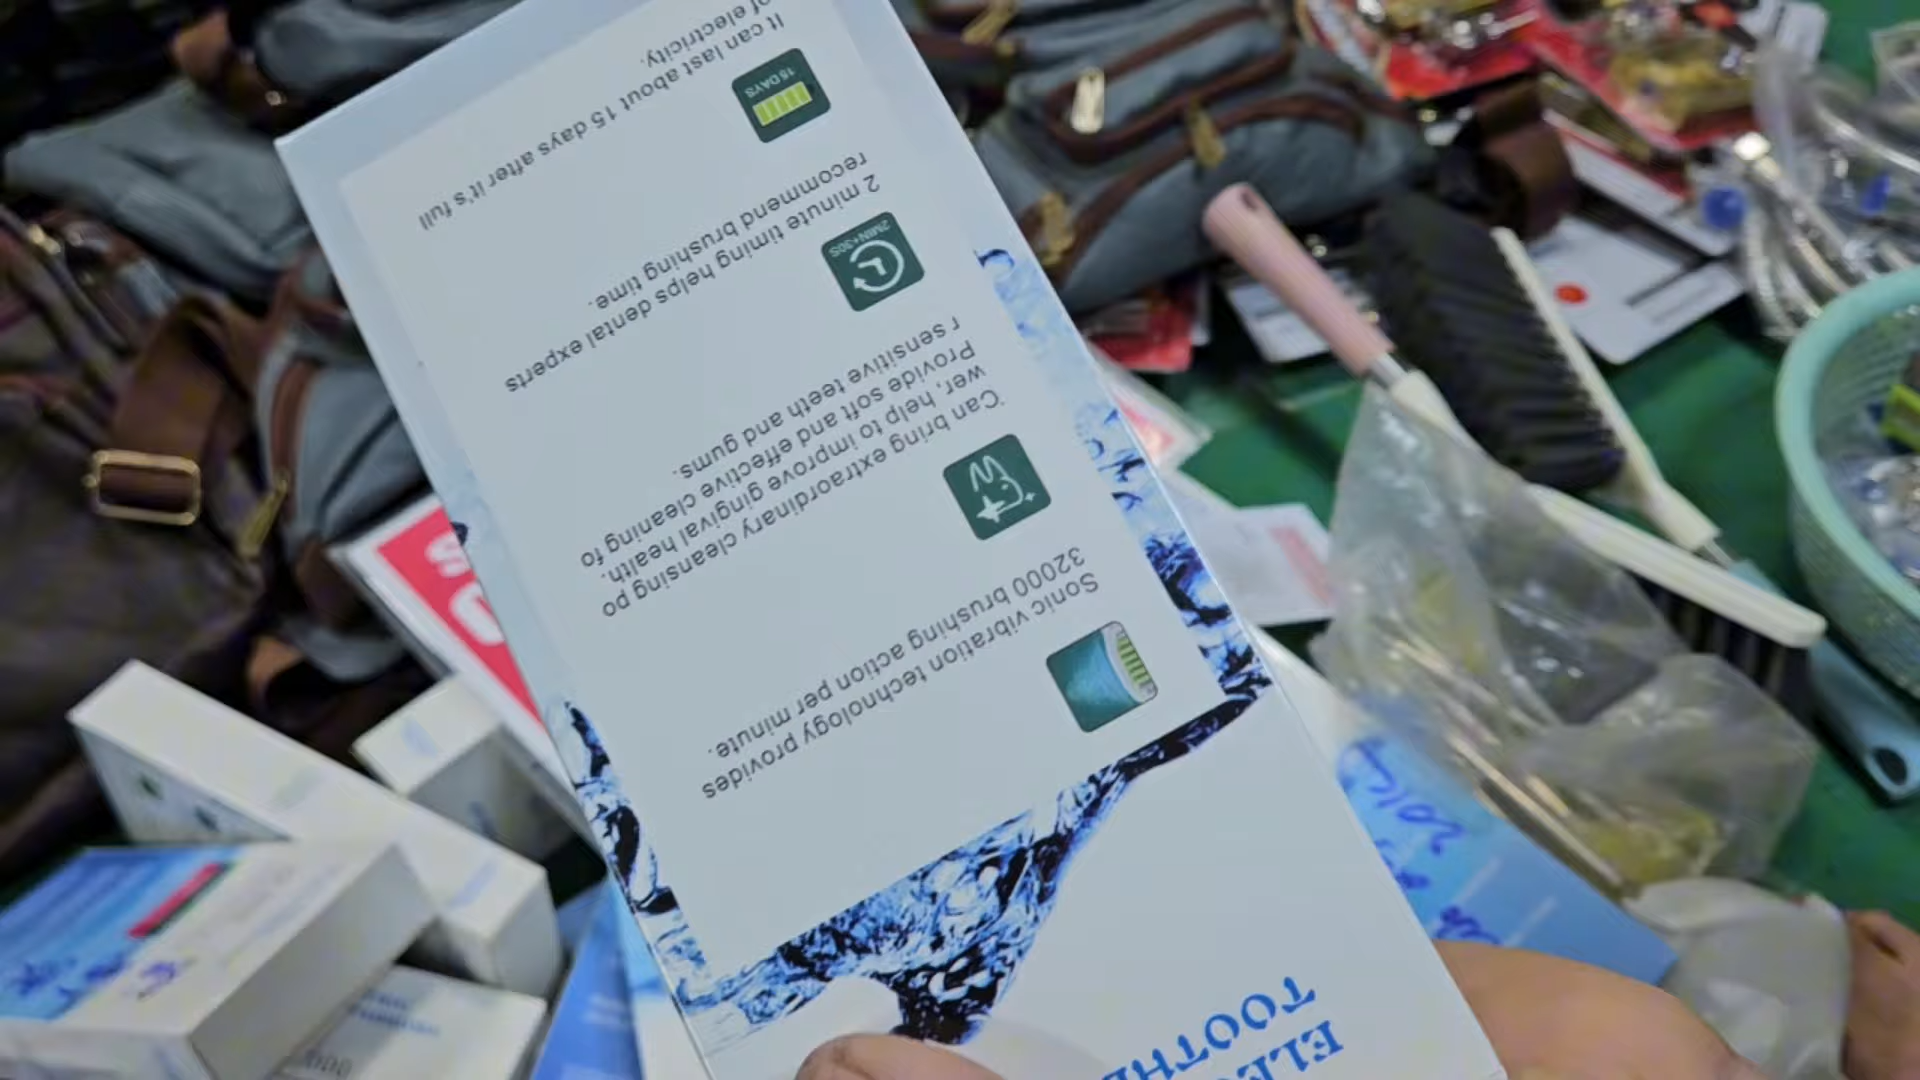 ELE
TOOTHB
Sonic vibration technology provides
32000 brushing action per minute.
Can bring extraordinary cleansing po
wer, help to improve gingival health.
Provide soft and effective cleaning fo
r sensitive teeth and gums.
2MIN+30S
2 minute timing helps dental experts
recommend brushing time.
15 DAYS
It can last about 15 days after it's full
of electricity.